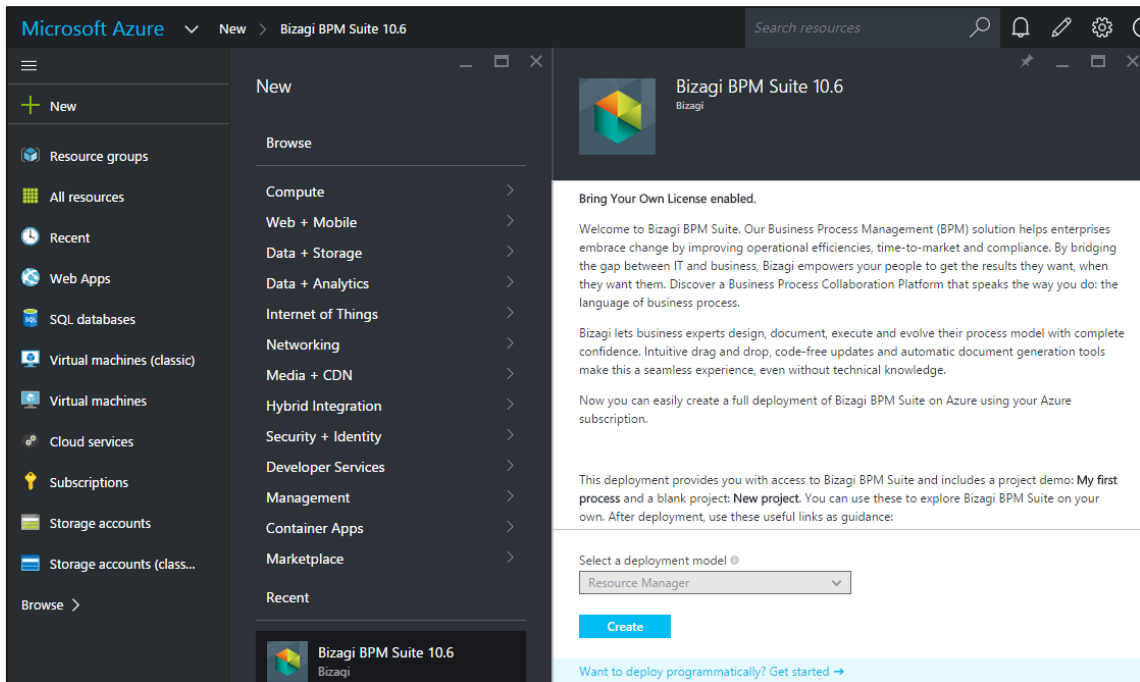 Microsoft Azure New > Bizagi BPM Suite 10.6 Search resources
New
Resource groups
All resources
Recent
Web Apps
SQL databases
Virtual machines (classic)
Virtual machines
Cloud services
Subscriptions
Storage accounts
Storage accounts (class...
Browse >
New
Browse
Compute
Web + Mobile
Data + Storage
Data + Analytics
Internet of Things
Networking
Media + CDN
Hybrid Integration
Security + Identity
Developer Services
Management
Container Apps
Marketplace
Recent
Bizagi BPM Suite 10.6
Bizagi
Bizagi BPM Suite 10.6
Bizagi
Bring Your Own License enabled.
Welcome to Bizagi BPM Suite. Our Business Process Management (BPM) solution helps enterprises
embrace change by improving operational efficiencies, time-to-market and compliance. By bridging
the gap between IT and business, Bizagi empowers your people to get the results they want, when
they want them. Discover a Business Process Collaboration Platform that speaks the way you do: the
language of business process.
Bizagi lets business experts design, document, execute and evolve their process model with complete
confidence. Intuitive drag and drop, code-free updates and automatic document generation tools
make this a seamless experience, even without technical knowledge.
Now you can easily create a full deployment of Bizagi BPM Suite on Azure using your Azure
subscription.
This deployment provides you with access to Bizagi BPM Suite and includes a project demo: My first
process and a blank project: New project. You can use these to explore Bizagi BPM Suite on your
own. After deployment, use these useful links as guidance:
Select a deployment model
Resource Manager
Create
Want to deploy programmatically? Get started →